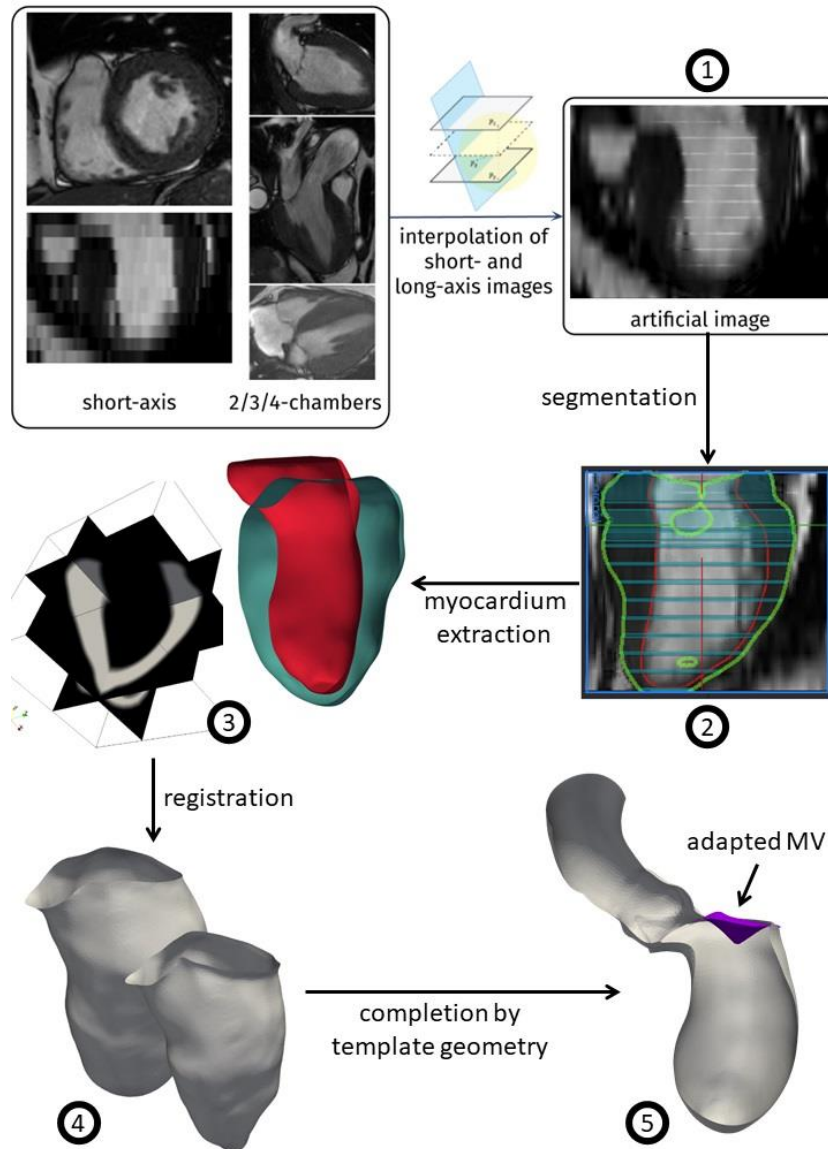 1
interpolation of
short- and
long-axis images
short-axis
2/3/4-chambers
artificial image
segmentation
myocardium
extraction
3
2
registration
adapted MV
completion by
template geometry
4
5